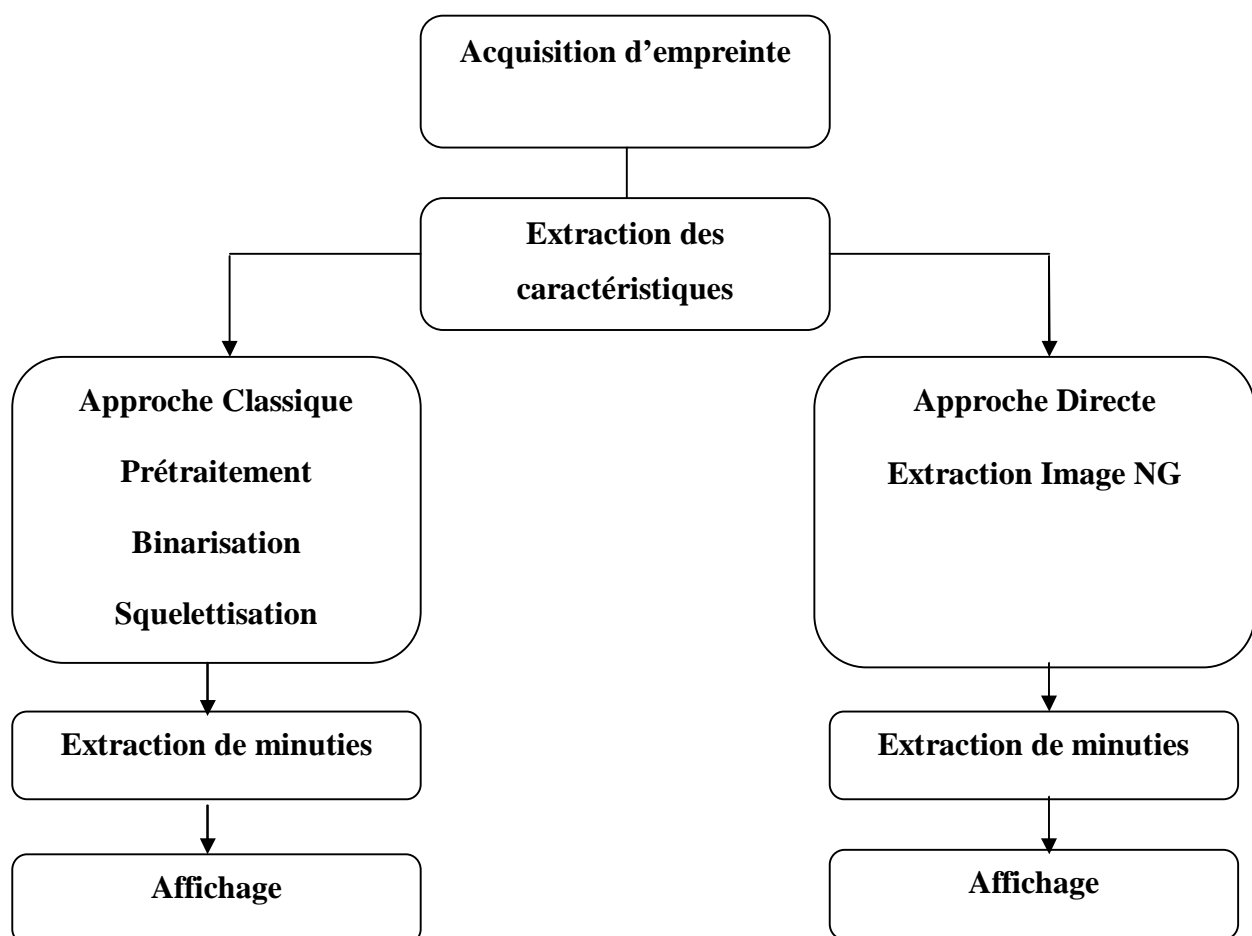 Acquisition d’empreinte
Extraction des
caractéristiques
Approche Classique
Prétraitement
Binarisation
Squelettisation
Approche Directe
Extraction Image NG
Extraction de minuties
Extraction de minuties
Affichage
Affichage